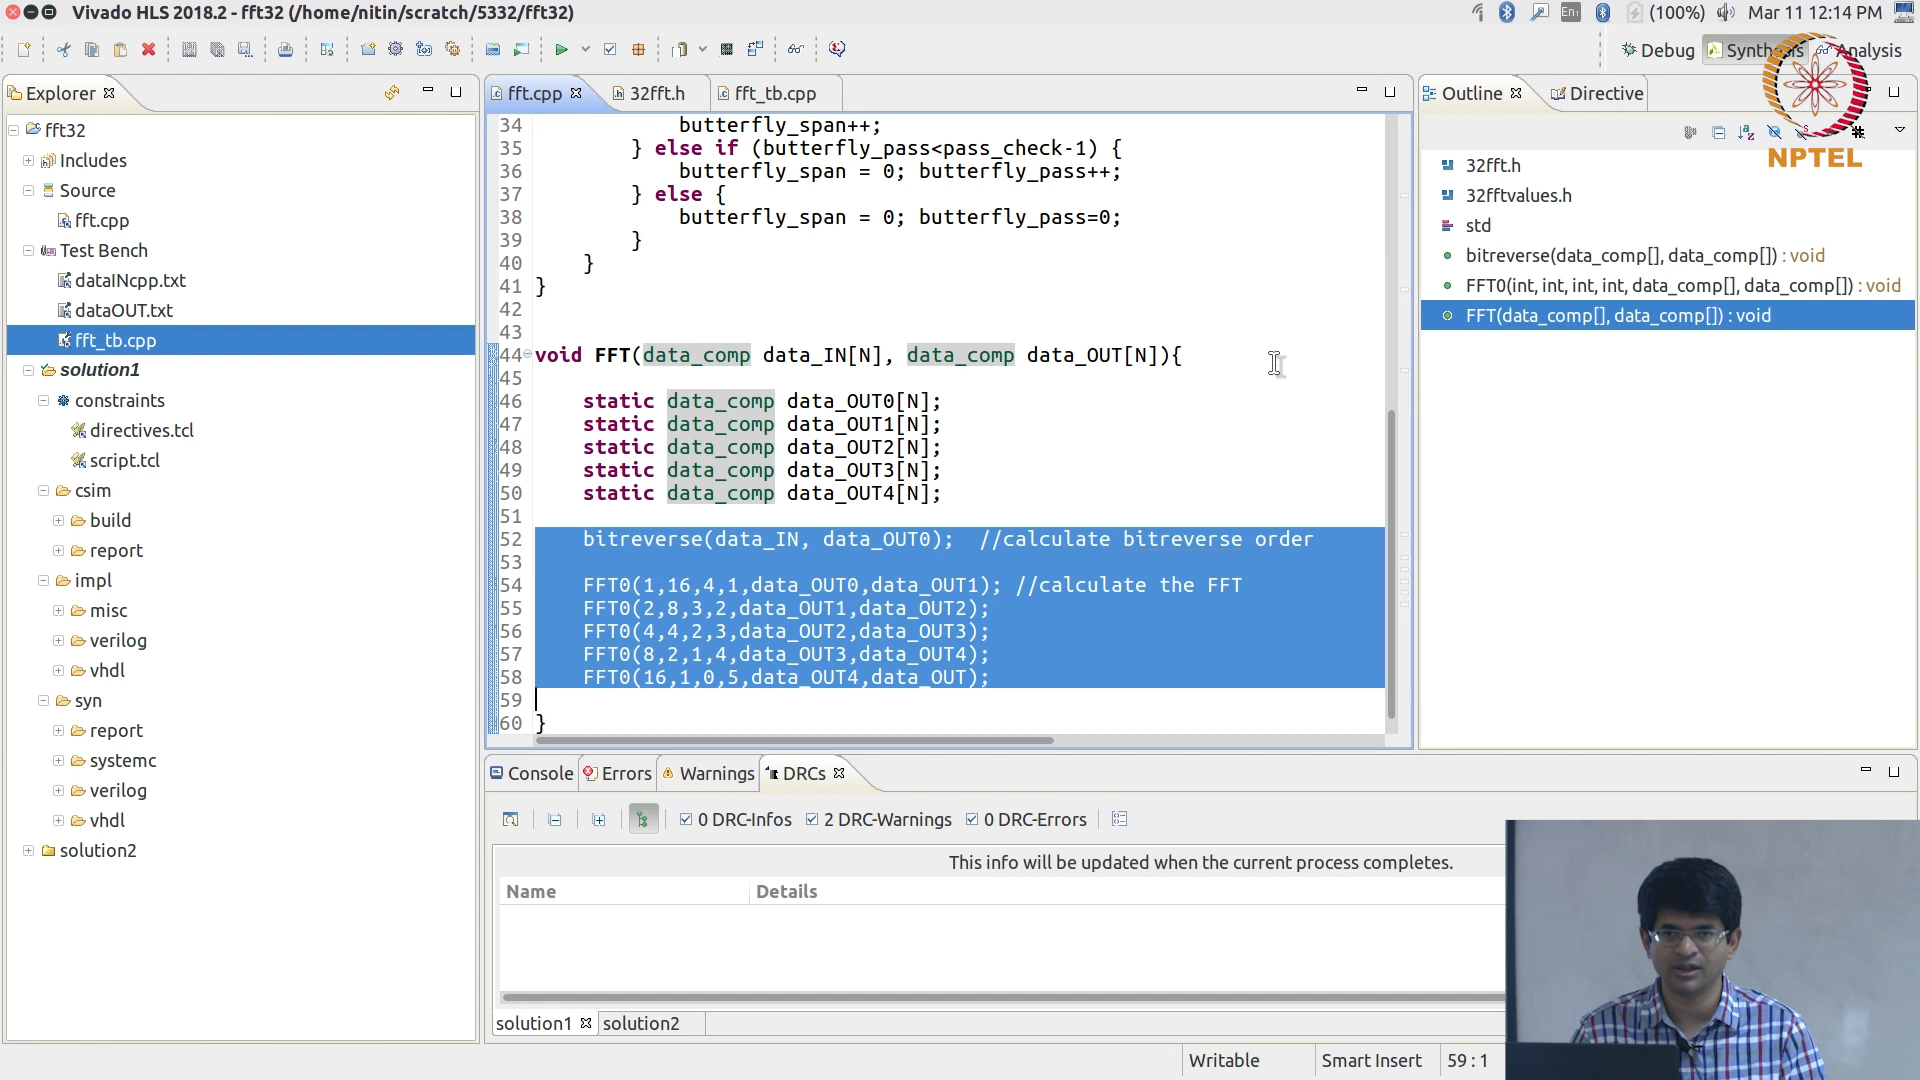 Vivado HLS 2018.2 - fft32 (/home/nitin/scratch/5332/fft32)
En1
(100%)
Mar 11 12:14 PM
Debug
Synthesis
Analysis
Explorer
fft.cpp
32fft.h
fft_tb.cpp
Outline
Directive
NPTEL
fft32
Includes
Source
fft.cpp
Test Bench
dataINcpp.txt
dataOUT.txt
fft_tb.cpp
solution1
constraints
directives.tcl
script.tcl
csim
build
report
impl
misc
verilog
vhdl
syn
report
systemc
verilog
vhdl
solution2
34 butterfly_span++;
35 } else if (butterfly_pass<pass_check-1) {
36 butterfly_span = 0; butterfly_pass++;
37 } else {
38 butterfly_span = 0; butterfly_pass=0;
39 }
40 }
41 }
42
43
44 void FFT(data_comp data_IN[N], data_comp data_OUT[N]){
45
46 static data_comp data_OUT0[N];
47 static data_comp data_OUT1[N];
48 static data_comp data_OUT2[N];
49 static data_comp data_OUT3[N];
50 static data_comp data_OUT4[N];
51
52 bitreverse(data_IN, data_OUT0); //calculate bitreverse order
53
54 FFT0(1,16,4,1,data_OUT0,data_OUT1); //calculate the FFT
55 FFT0(2,8,3,2,data_OUT1,data_OUT2);
56 FFT0(4,4,2,3,data_OUT2,data_OUT3);
57 FFT0(8,2,1,4,data_OUT3,data_OUT4);
58 FFT0(16,1,0,5,data_OUT4,data_OUT);
59
60 }
32fft.h
32fftvalues.h
std
bitreverse(data_comp[], data_comp[]) : void
FFT0(int, int, int, int, data_comp[], data_comp[]) : void
FFT(data_comp[], data_comp[]) : void
Console
Errors
Warnings
DRCs
0 DRC-Infos
2 DRC-Warnings
0 DRC-Errors
This info will be updated when the current process completes.
Name
Details
solution1
solution2
Writable
Smart Insert
59 : 1